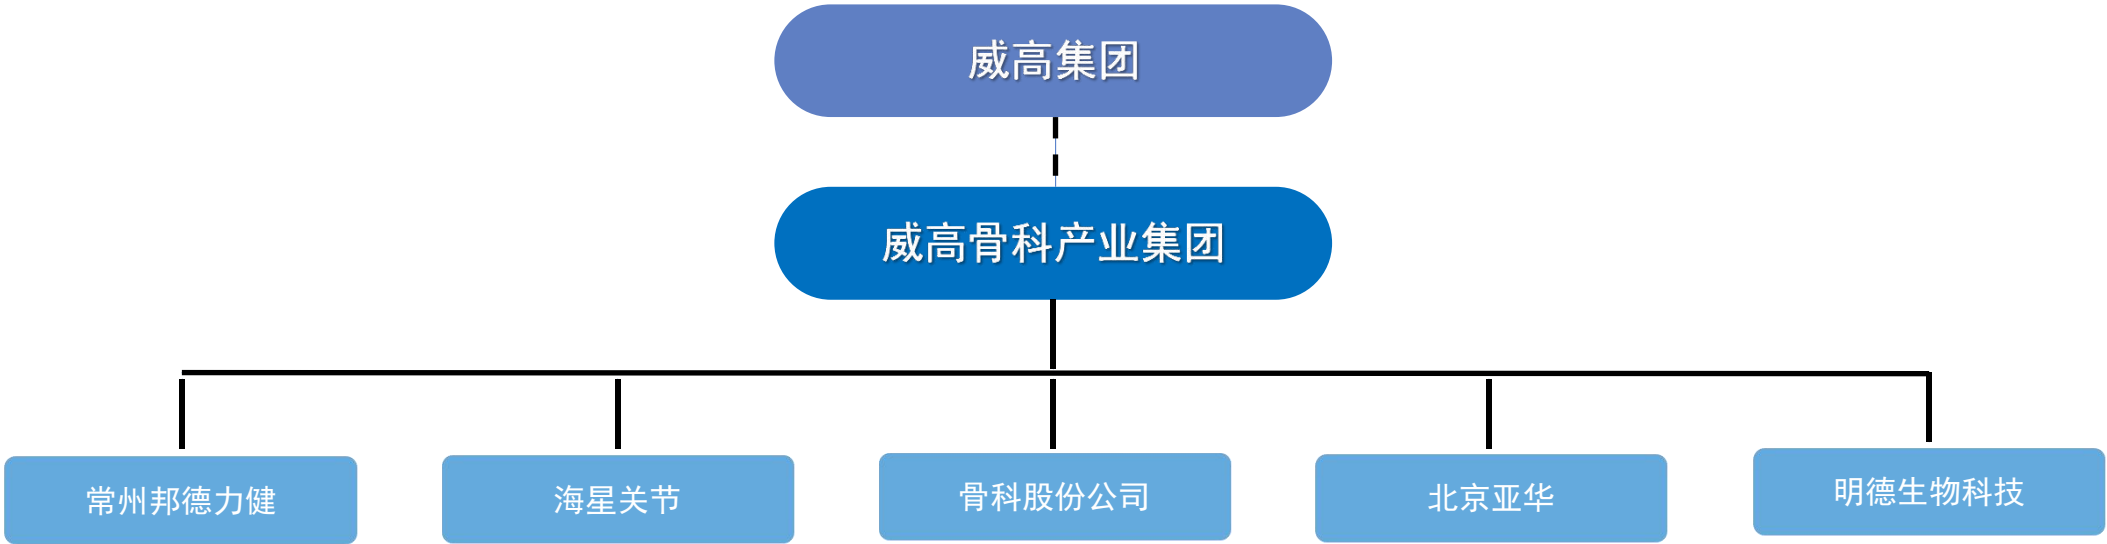 威高集团
威高骨科产业集团
常州邦德力健
海星关节
骨科股份公司
北京亚华
明德生物科技